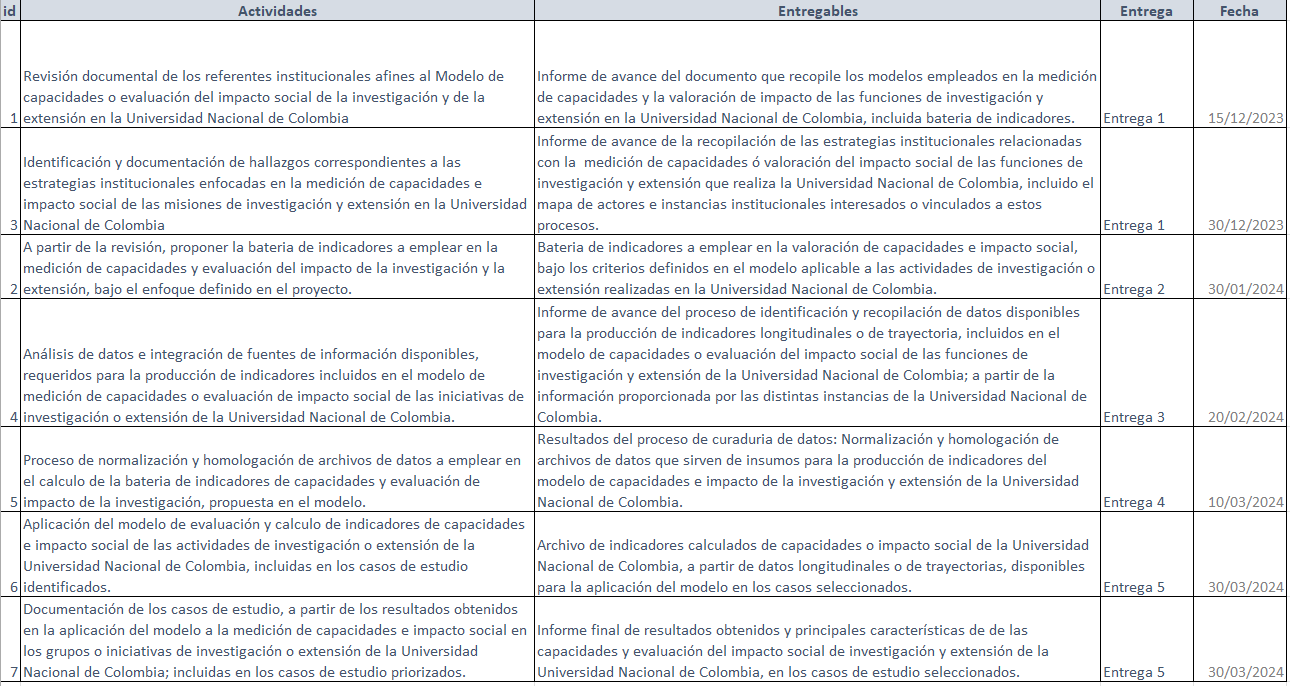 id Actividades Entregables Entrega Fecha
Revisión documental de los referentes institucionales afines al Modelo de
capacidades o evaluación del impacto social de la investigación y de la
extensión en la Universidad Nacional de Colombia
1
Informe de avance del documento que recopile los modelos empleados en la medición
de capacidades y la valoración de impacto de las funciones de investigación y
extensión en la Universidad Nacional de Colombia, incluida bateria de indicadores.
Entrega 1
15/12/2023
Identificación y documentación de hallazgos correspondientes a las
estrategias institucionales enfocadas en la medición de capacidades e
impacto social de las misiones de investigación y extensión en la Universidad
3 Nacional de Colombia
Informe de avance de la recopilación de las estrategias institucionales relacionadas
con la  medición de capacidades ó valoración del impacto social de las funciones de
investigación y extensión que realiza la Universidad Nacional de Colombia, incluido el
mapa de actores e instancias institucionales interesados o vinculados a estos
procesos.
Entrega 1
30/12/2023
A partir de la revisión, proponer la bateria de indicadores a emplear en la
medición de capacidades y evaluación del impacto de la investigación y la
2 extensión, bajo el enfoque definido en el proyecto.
Bateria de indicadores a emplear en la valoración de capacidades e impacto social,
bajo los criterios definidos en el modelo aplicable a las actividades de investigación o
extensión realizadas en la Universidad Nacional de Colombia.
Entrega 2
30/01/2024
Análisis de datos e integración de fuentes de información disponibles,
requeridos para la producción de indicadores incluidos en el modelo de
medición de capacidades o evaluación de impacto social de las iniciativas de
4 investigación o extensión de la Universidad Nacional de Colombia.
Informe de avance del proceso de identificación y recopilación de datos disponibles
para la producción de indicadores longitudinales o de trayectoria, incluidos en el
modelo de capacidades o evaluación del impacto social de las funciones de
investigación y extensión de la Universidad Nacional de Colombia; a partir de la
información proporcionada por las distintas instancias de la Universidad Nacional de
Colombia.
Entrega 3
20/02/2024
Proceso de normalización y homologación de archivos de datos a emplear en
el calculo de la bateria de indicadores de capacidades y evaluación de
5 impacto de la investigación, propuesta en el modelo.
Resultados del proceso de curaduria de datos: Normalización y homologación de
archivos de datos que sirven de insumos para la producción de indicadores del
modelo de capacidades e impacto de la investigación y extensión de la Universidad
Nacional de Colombia.
Entrega 4
10/03/2024
Aplicación del modelo de evaluación y calculo de indicadores de capacidades
e impacto social de las actividades de investigación o extensión de la
Universidad Nacional de Colombia, incluidas en los casos de estudio
6 identificados.
Archivo de indicadores calculados de capacidades o impacto social de la Universidad
Nacional de Colombia, a partir de datos longitudinales o de trayectorias, disponibles
para la aplicación del modelo en los casos seleccionados.
Entrega 5
30/03/2024
Documentación de los casos de estudio, a partir de los resultados obtenidos
en la aplicación del modelo a la medición de capacidades e impacto social en
los grupos o iniciativas de investigación o extensión de la Universidad
7 Nacional de Colombia; incluidas en los casos de estudio priorizados.
Informe final de resultados obtenidos y principales características de de las
capacidades y evaluación del impacto social de investigación y extensión de la
Universidad Nacional de Colombia, en los casos de estudio seleccionados.
Entrega 5
30/03/2024